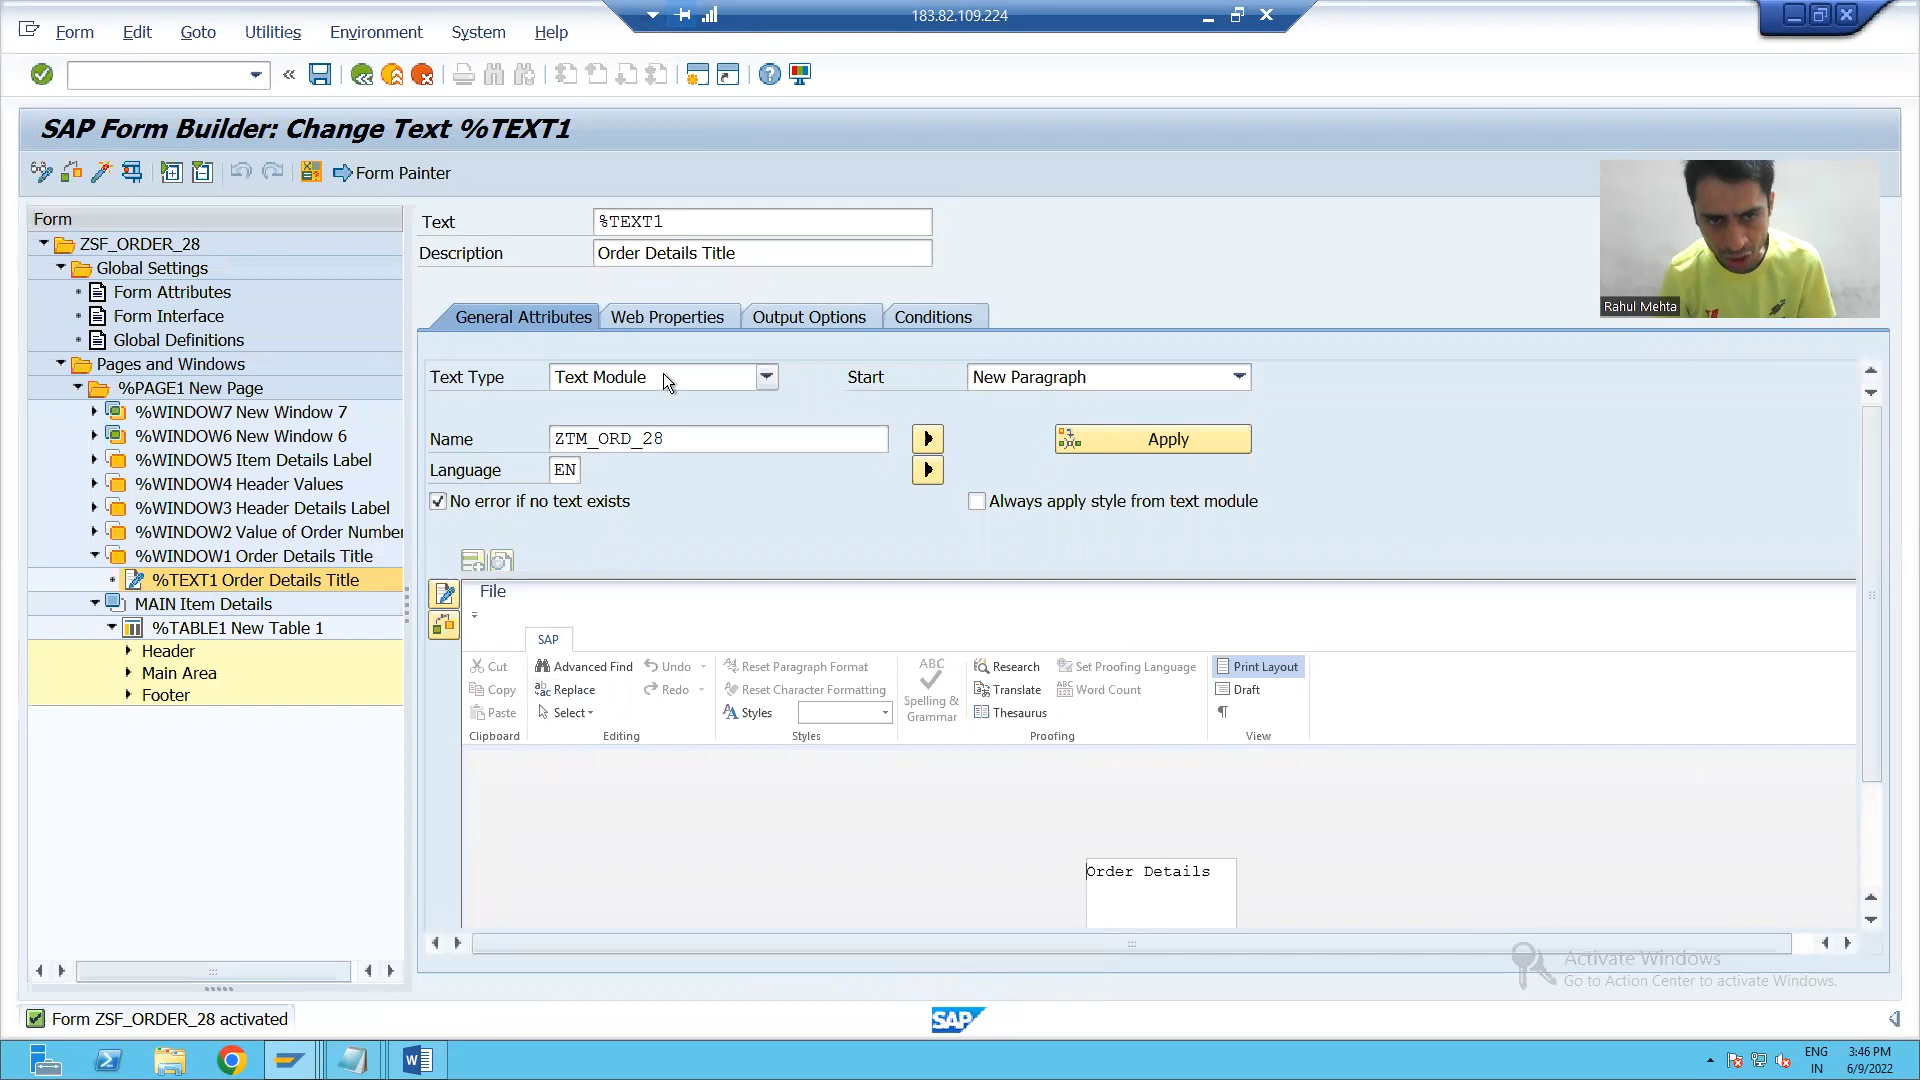 183.82.109.224
Form Edit Goto Utilities Environment System Help
SAP Form Builder: Change Text %TEXT1
Form Painter
Form
ZSF_ORDER_28
Global Settings
Form Attributes
Form Interface
Global Definitions
Pages and Windows
%PAGE1 New Page
%WINDOW7 New Window 7
%WINDOW6 New Window 6
%WINDOW5 Item Details Label
%WINDOW4 Header Values
%WINDOW3 Header Details Label
%WINDOW2 Value of Order Number
%WINDOW1 Order Details Title
%TEXT1 Order Details Title
MAIN Item Details
%TABLE1 New Table 1
Header
Main Area
Footer
Text %TEXT1
Description Order Details Title
General Attributes Web Properties Output Options Conditions
Text Type Text Module Start New Paragraph
Name ZTM_ORD_28 Apply
Language EN
No error if no text exists Always apply style from text module
File
SAP
Cut Advanced Find Undo Reset Paragraph Format ABC Research Set Proofing Language Print Layout
Copy Replace Redo Reset Character Formatting Spelling & Grammar Translate ABC Word Count Draft
Paste Select Styles Thesaurus ¶
Clipboard Editing Styles Proofing View
Order Details
Rahul Mehta
Activate Windows
Go to Action Center to activate Windows.
Form ZSF_ORDER_28 activated
SAP
ENG 3:46 PM
IN 6/9/2022